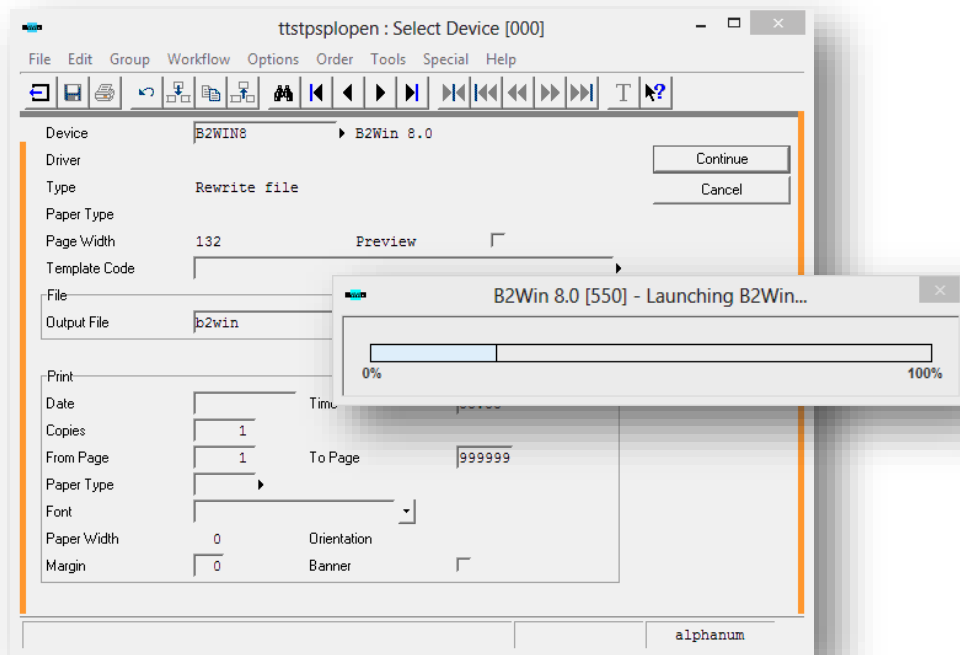 ttstpsplopen : Select Device [000]
File Edit Group Workflow Options Order Tools Special Help
T ?
Device B2WIN8 B2Win 8.0
Driver
Continue
Type Rewrite file
Cancel
Paper Type
Page Width 132 Preview
Template Code
File
B2Win 8.0 [550] - Launching B2Win...
Output File b2win
0% 100%
Print
Date Time
Copies 1
From Page 1 To Page 999999
Paper Type
Font
Paper Width 0 Orientation
Margin 0 Banner
alphanum